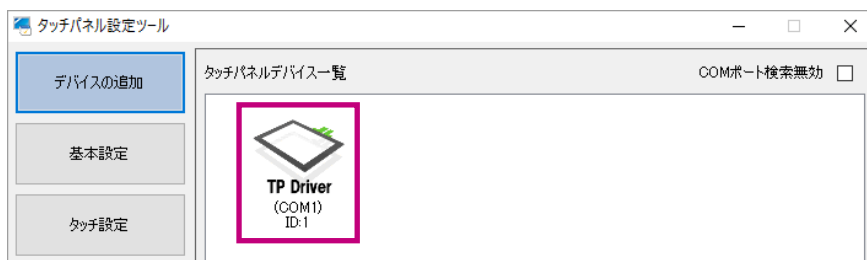 タッチパネル設定ツール
デバイスの追加
基本設定
タッチ設定
タッチパネルデバイス一覧
COMポート検索無効
TP Driver
(COM1)
ID:1